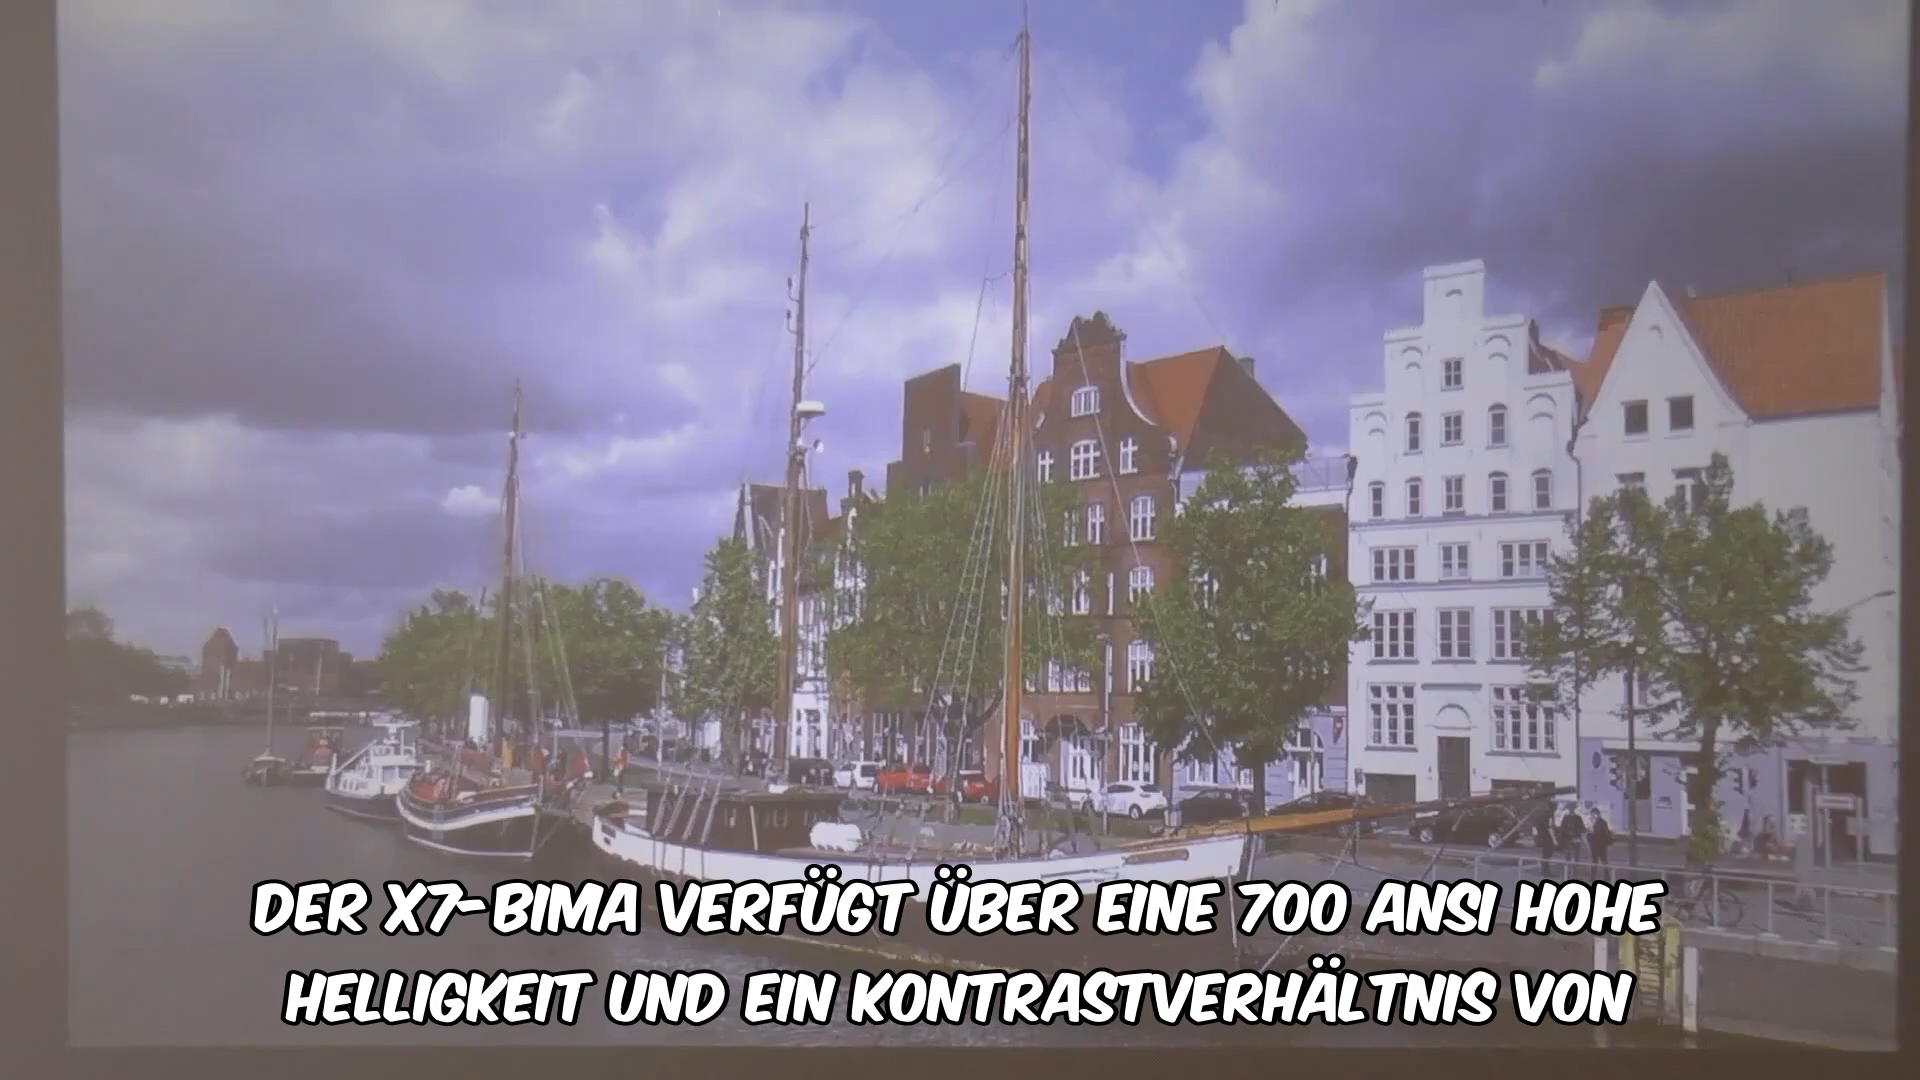 DER X7-BIMA VERFÜGT ÜBER EINE 700 ANSI HOHE
HELLIGKEIT UND EIN KONTRASTVERHÄLTNIS VON